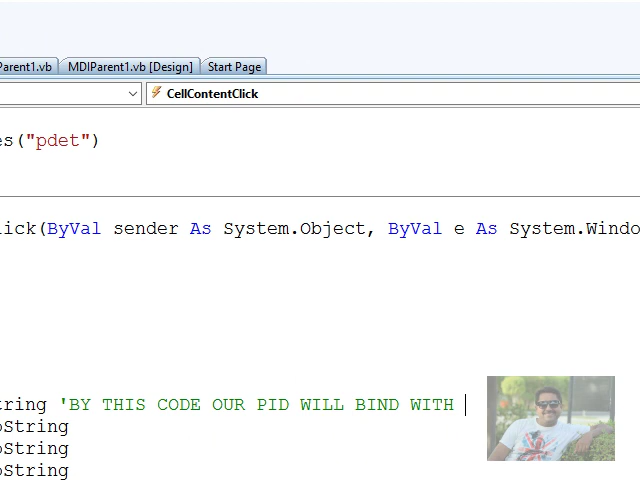 Parent1.vb MDIParent1.vb [Design] Start Page
CellContentClick
es("pdet")
ick(ByVal sender As System.Object, ByVal e As System.Windo
tring 'BY THIS CODE OUR PID WILL BIND WITH
oString
oString
oString